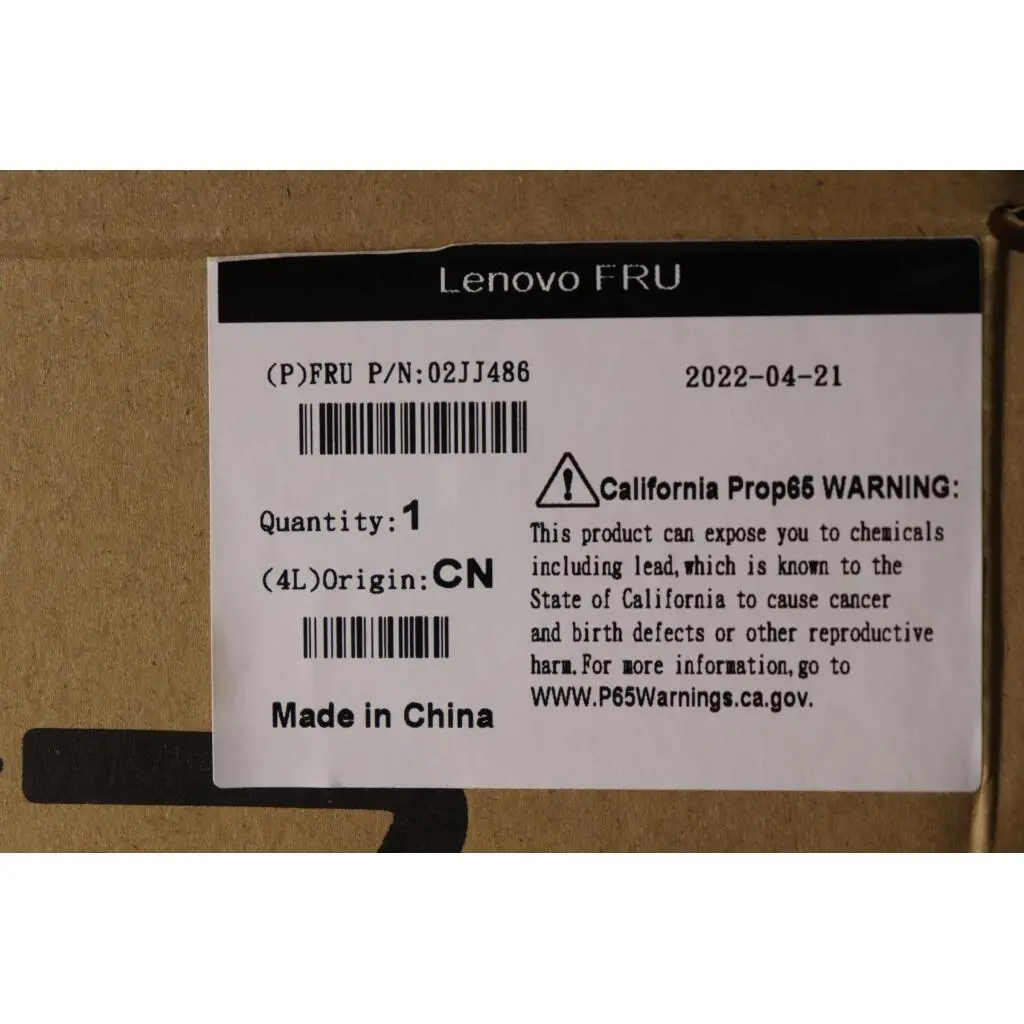 Lenovo FRU
(P)FRU P/N:02JJ486
2022-04-21
Quantity:1
(4L)Origin:CN
Made in China
California Prop65 WARNING:
This product can expose you to chemicals
including lead,which is known to the
State of California to cause cancer
and birth defects or other reproductive
harm.For more information,go to
WWW.P65Warnings.ca.gov.